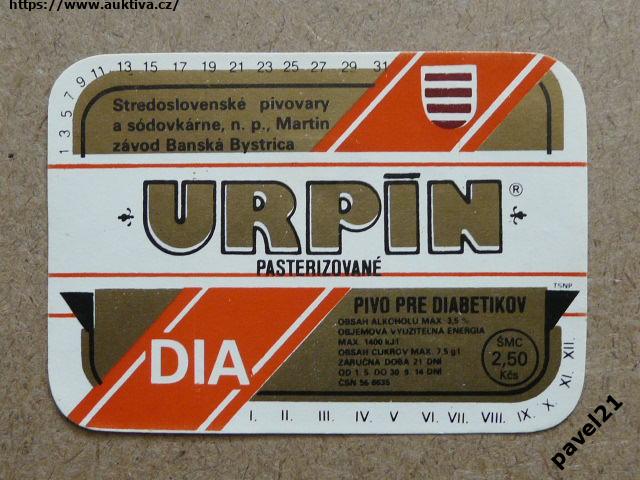 https://www.auktiva.cz/
1 3 5 7 9 11 13 15 17 19 21 23 25 27 29 31
Stredoslovenské pivovary
a sódovkárne, n. p., Martin
závod Banská Bystrica
URPÍN ®
PASTERIZOVANÉ
TSNP
PIVO PRE DIABETIKOV
OBSAH ALKOHOLU MAX. 3,5 %
OBJEMOVÁ VYUŽITEĽNÁ ENERGIA
MAX. 1400 kJ1
OBSAH CUKROV MAX. 7,5 g1
ZÁRUČNÁ DOBA 21 DNÍ
OD 1. 5. DO 30. 9. 14 DNÍ
ČSN 56 6635
ŠMC
2,50
Kčs
DIA
I. II. III. IV. V VI. VII. VIII. IX. X. XI. XII.
pavel21